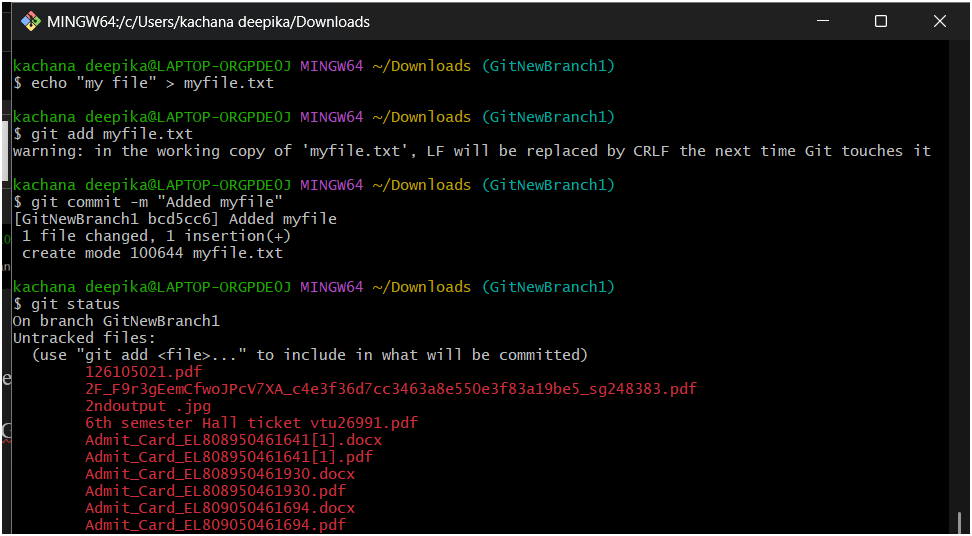 MINGW64:/c/Users/kachana deepika/Downloads
kachana deepika@LAPTOP-ORGPDE0J MINGW64 ~/Downloads (GitNewBranch1)
$ echo "my file" > myfile.txt
kachana deepika@LAPTOP-ORGPDE0J MINGW64 ~/Downloads (GitNewBranch1)
$ git add myfile.txt
warning: in the working copy of 'myfile.txt', LF will be replaced by CRLF the next time Git touches it
kachana deepika@LAPTOP-ORGPDE0J MINGW64 ~/Downloads (GitNewBranch1)
$ git commit -m "Added myfile"
[GitNewBranch1 bcd5cc6] Added myfile
1 file changed, 1 insertion(+)
create mode 100644 myfile.txt
kachana deepika@LAPTOP-ORGPDE0J MINGW64 ~/Downloads (GitNewBranch1)
$ git status
On branch GitNewBranch1
Untracked files:
(use "git add <file>..." to include in what will be committed)
126105021.pdf
2F_F9r3gEemCfwoJPcV7XA_c4e3f36d7cc3463a8e550e3f83a19be5_sg248383.pdf
2ndoutput .jpg
6th semester Hall ticket vtu26991.pdf
Admit_Card_EL808950461641[1].docx
Admit_Card_EL808950461641[1].pdf
Admit_Card_EL808950461930.docx
Admit_Card_EL808950461930.pdf
Admit_Card_EL809050461694.docx
Admit_Card_EL809050461694.pdf